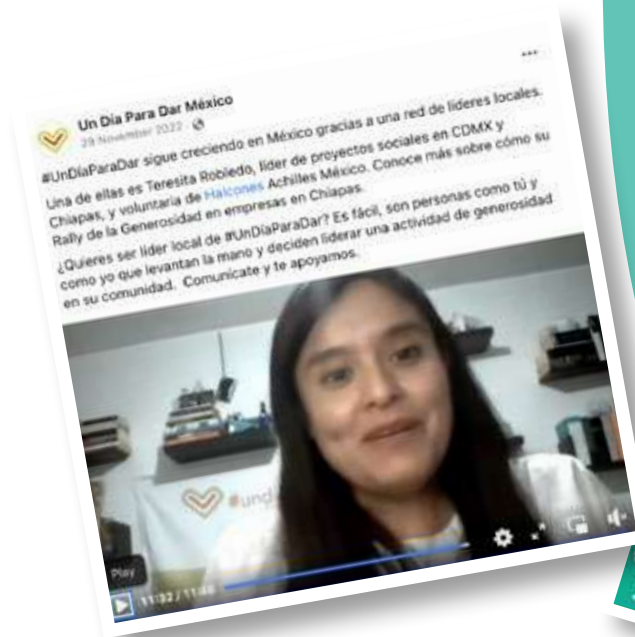 Un Día Para Dar México
29 November 2022
#UnDíaParaDar sigue creciendo en México gracias a una red de líderes locales.
Una de ellas es Teresita Robledo, líder de proyectos sociales en CDMX y
Chiapas, y voluntaria de Halcones Achilles México. Conoce más sobre cómo su
Rally de la Generosidad en empresas en Chiapas.
¿Quieres ser líder local de #UnDíaParaDar? Es fácil, son personas como tú y
como yo que levantan la mano y deciden liderar una actividad de generosidad
en su comunidad. Comunícate y te apoyamos.
#und
Play
11:32 / 11:48